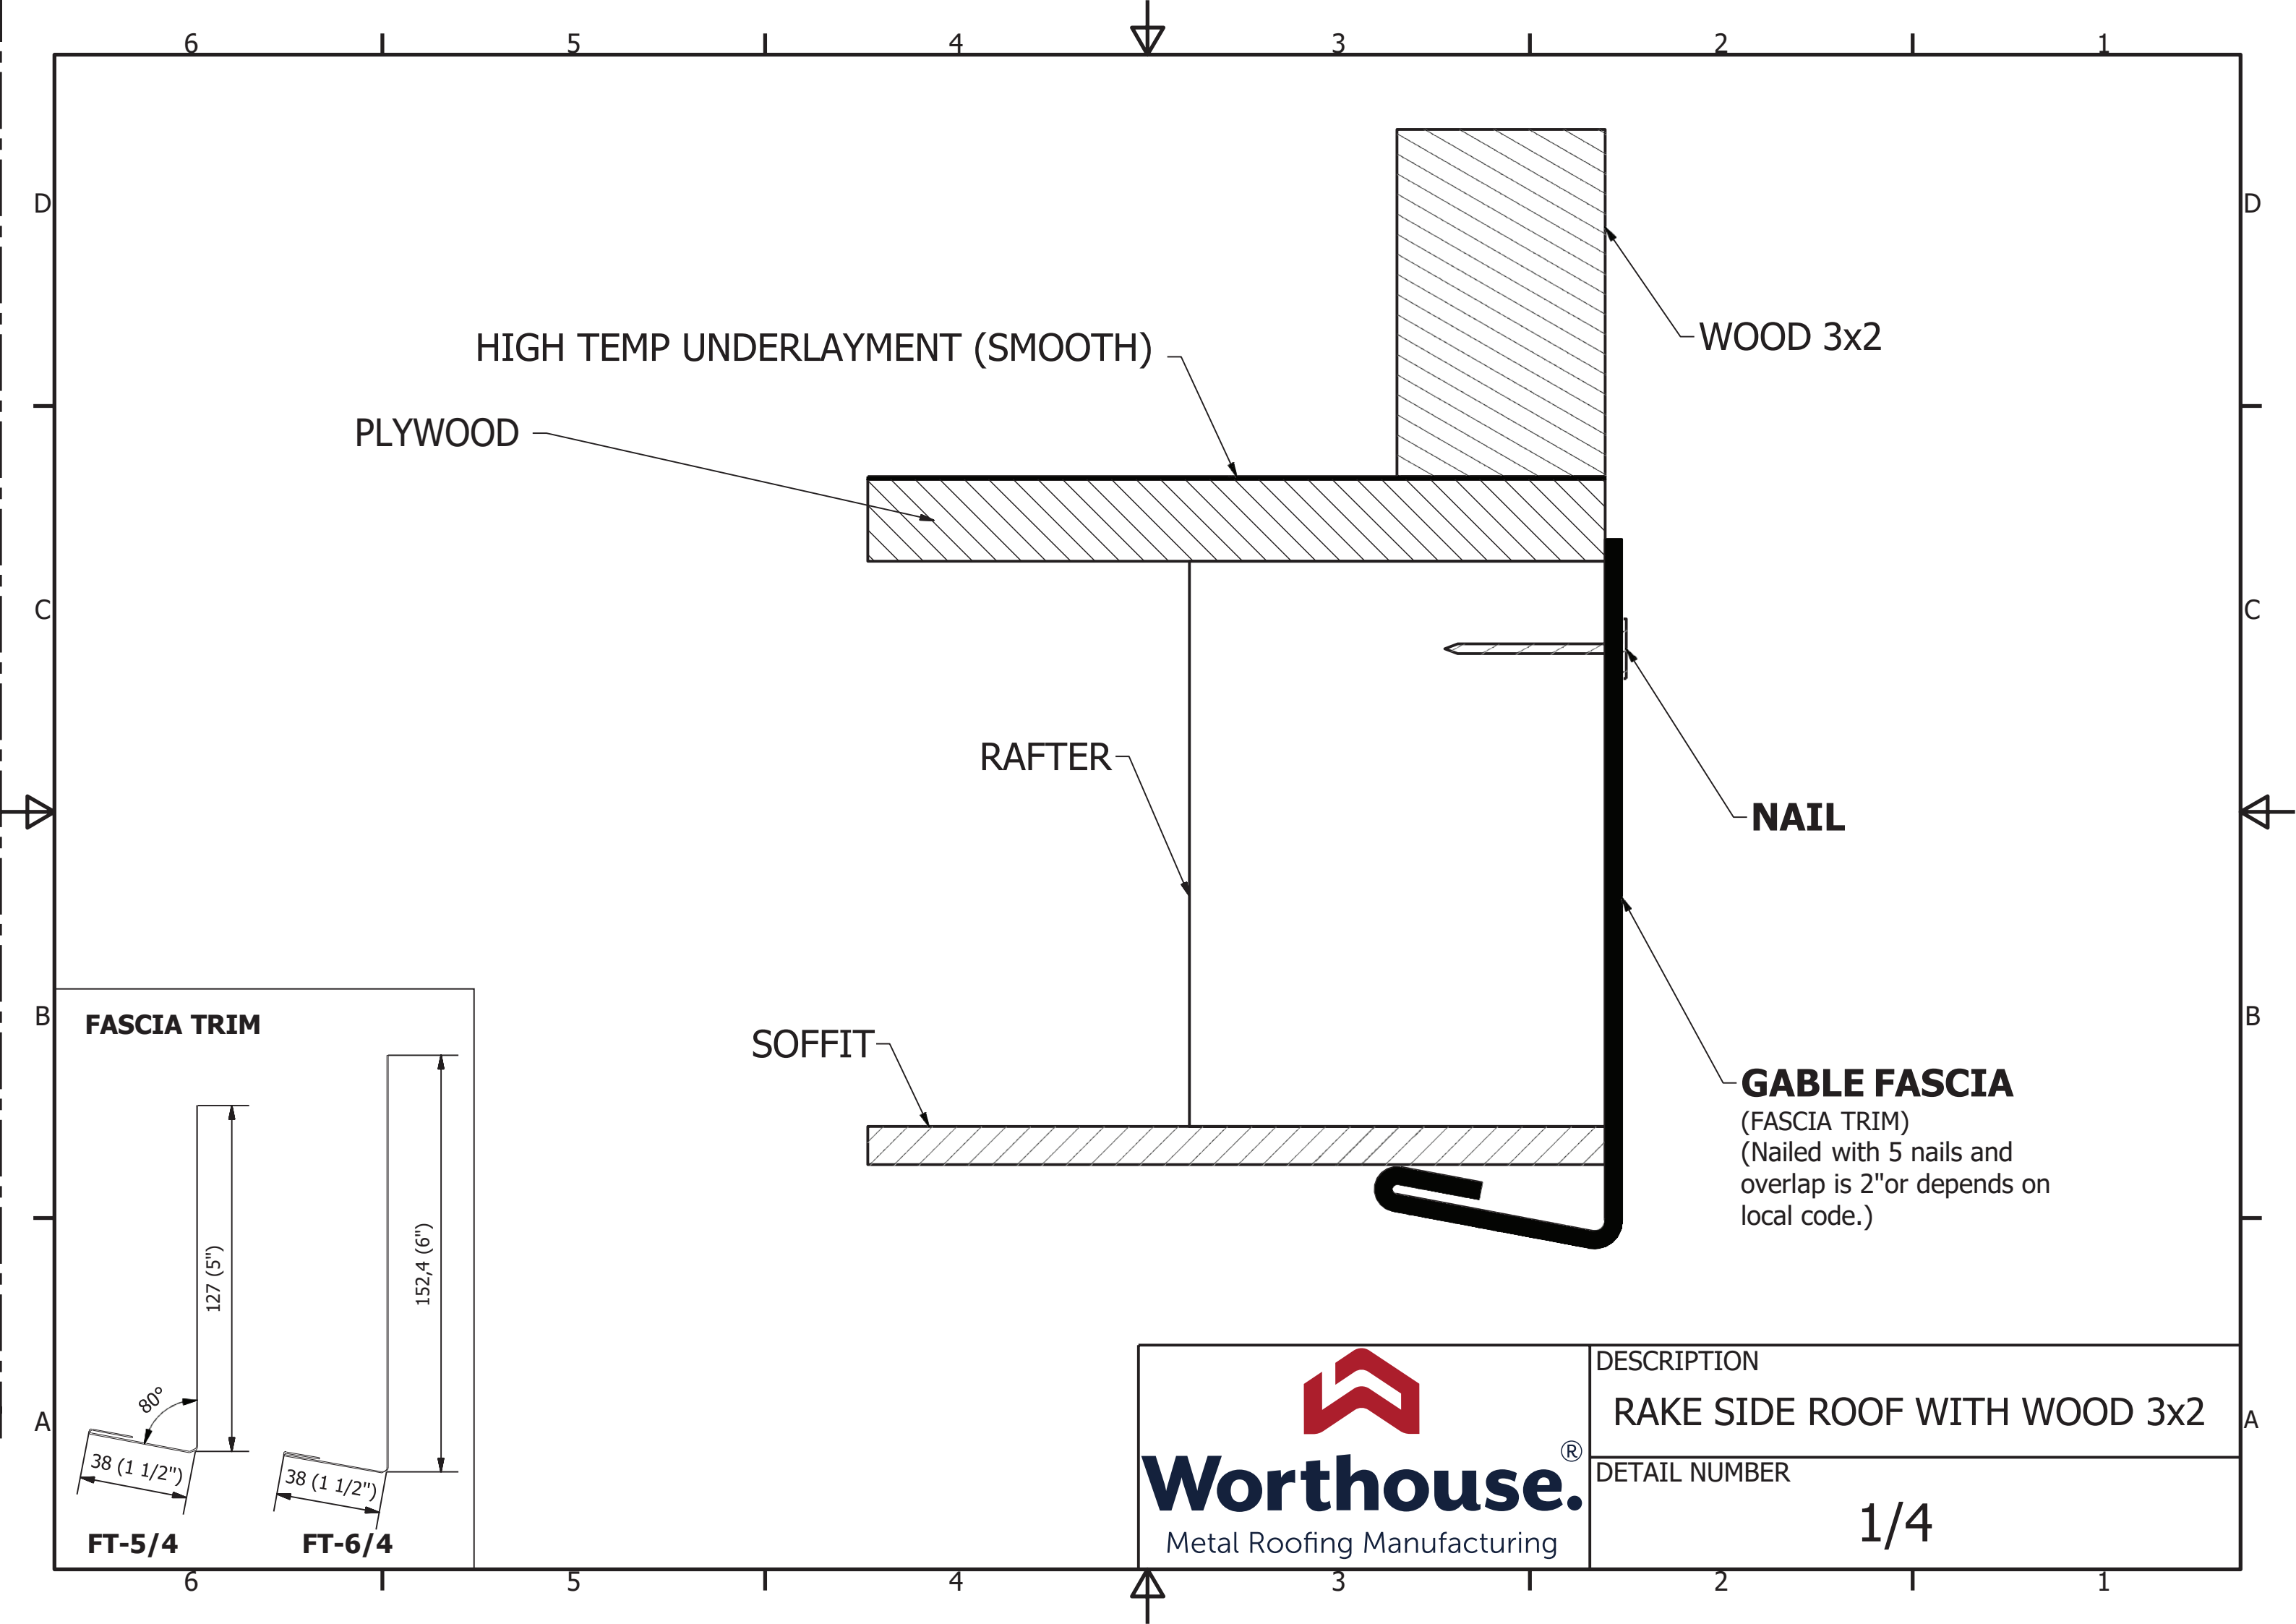 6 5 4 3 2 1
D D
HIGH TEMP UNDERLAYMENT (SMOOTH)
WOOD 3x2
PLYWOOD
C C
RAFTER
NAIL
B B
FASCIA TRIM
SOFFIT
GABLE FASCIA
(FASCIA TRIM)
(Nailed with 5 nails and
overlap is 2"or depends on
local code.)
127 (5")
152,4 (6")
80°
38 (1 1/2")
38 (1 1/2")
FT-5/4 FT-6/4
A A
Worthouse.®
Metal Roofing Manufacturing
DESCRIPTION
RAKE SIDE ROOF WITH WOOD 3x2
DETAIL NUMBER
1/4
6 5 4 3 2 1